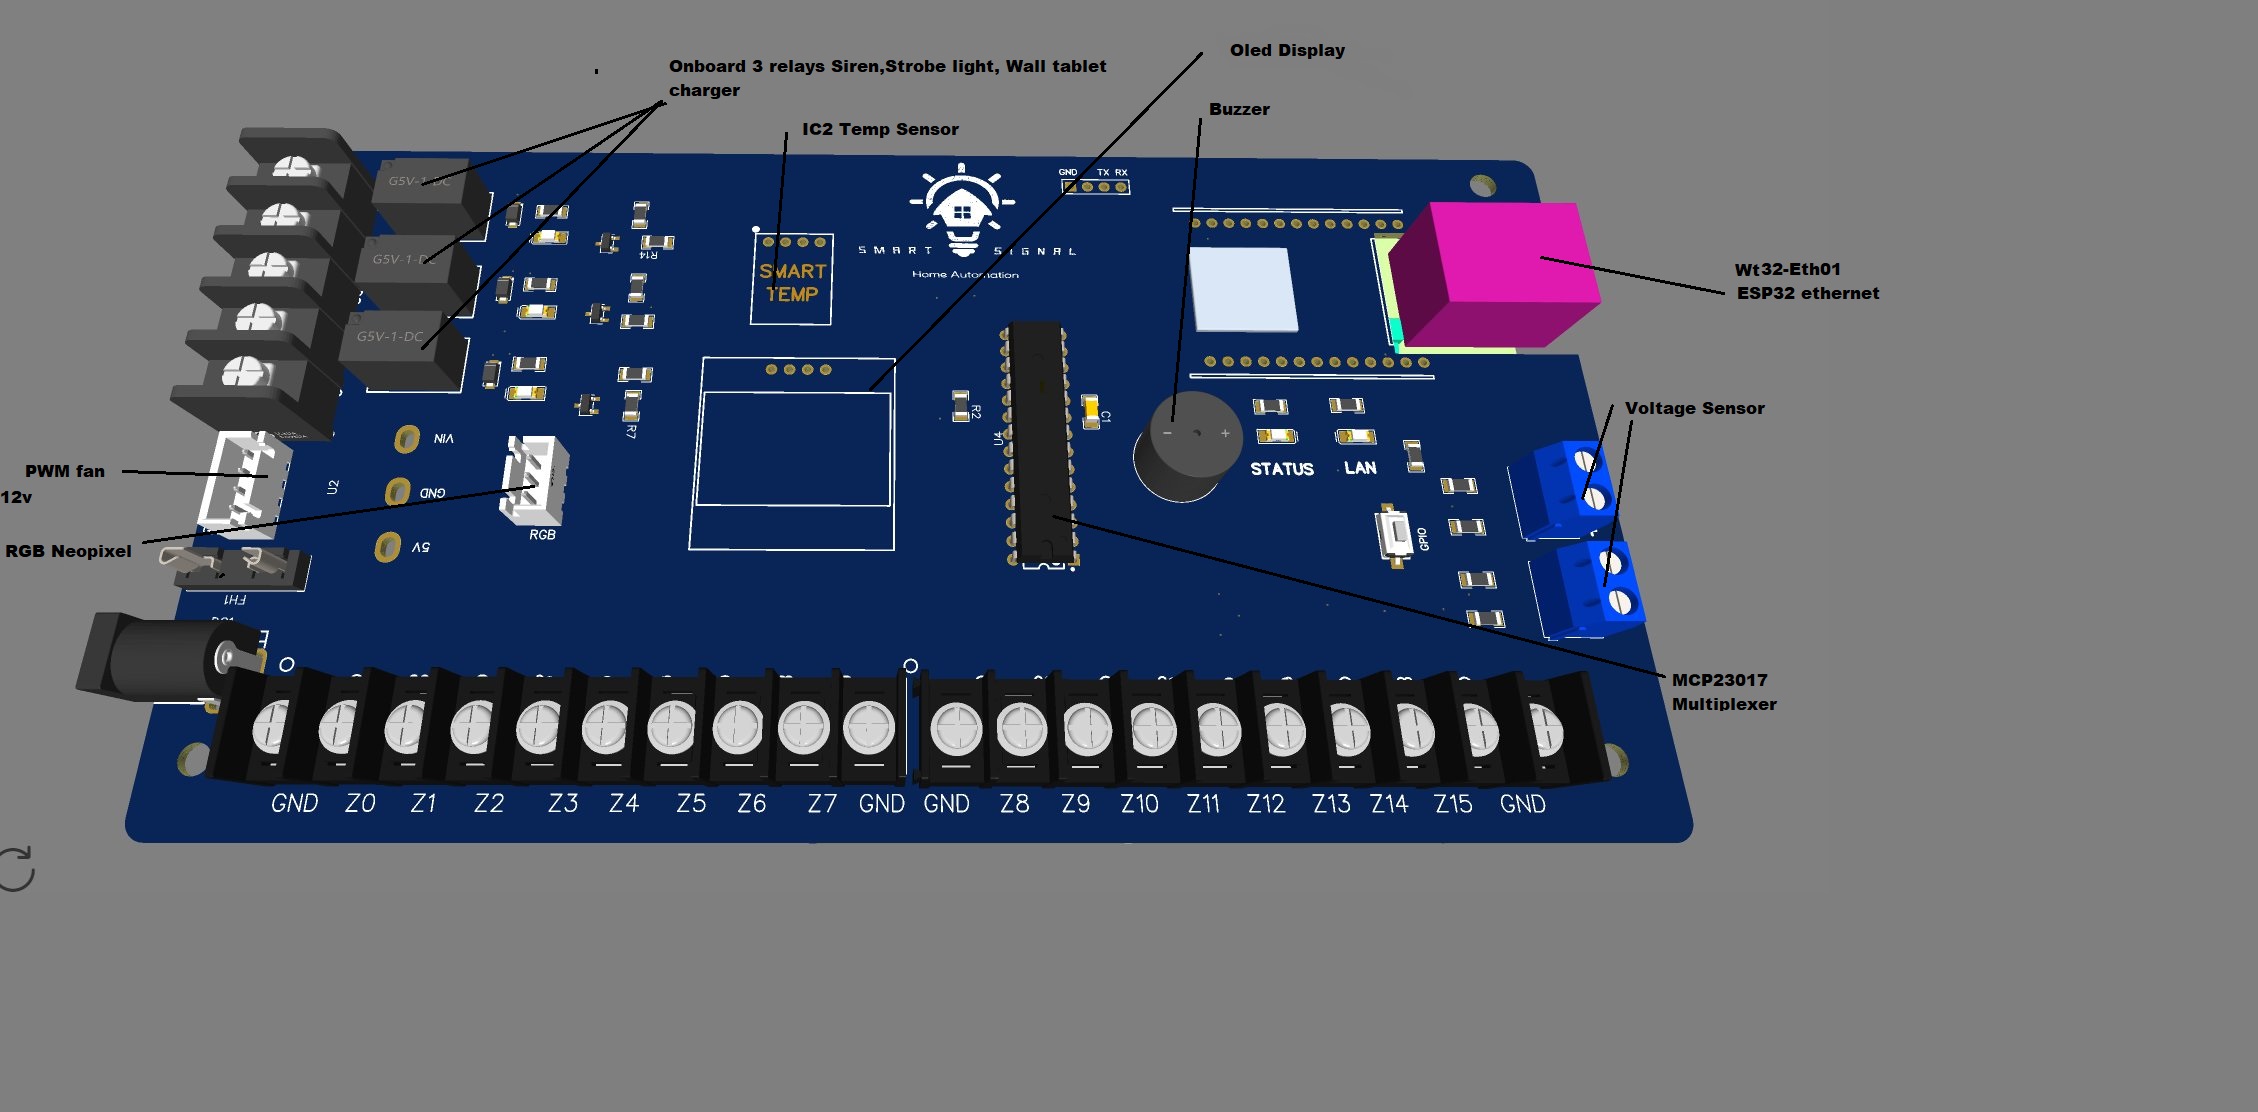 Oled Display
Onboard 3 relays Siren,Strobe light, Wall tablet
charger
Buzzer
IC2 Temp Sensor
GND TX RX
G5V-1-DC
G5V-1-DC
G5V-1-DC
R14
SMART SIGNAL
Home Automation
SMART
TEMP
Wt32-Eth01
ESP32 ethernet
Voltage Sensor
R2
C1
R7
U4
VIN
GND
5V
U2
- +
STATUS
LAN
GPIO
PWM fan
12v
RGB
RGB Neopixel
FH1
MCP23017
Multiplexer
GND Z0 Z1 Z2 Z3 Z4 Z5 Z6 Z7 GND GND Z8 Z9 Z10 Z11 Z12 Z13 Z14 Z15 GND